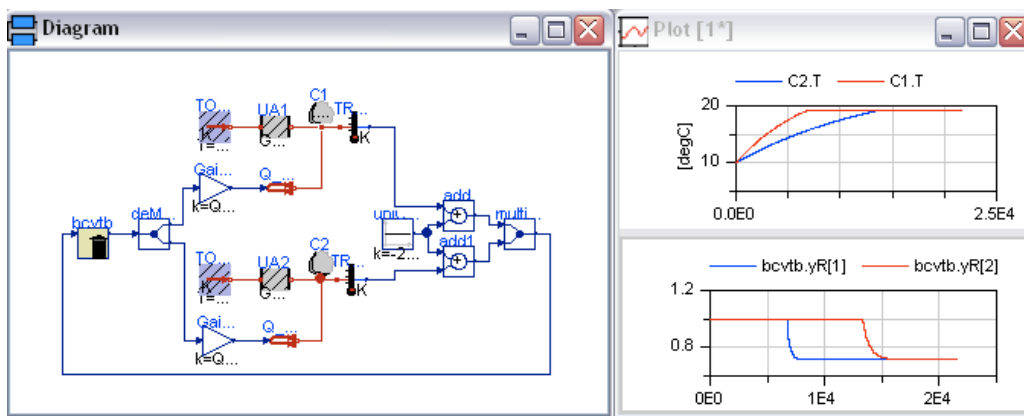 Diagram
Plot [1*]
C1
TO...
UA1
TR...
K
K
T=...
G...
Gai...
Q_...
k=Q...
bcvtb
deM...
add
multi...
k=-2...
add1
C2
TO...
UA2
TR...
K
K
T=...
G...
Gai...
Q_...
k=Q...
C2.T
C1.T
20
10
[degC]
0.0E0
2.5E4
bcvtb.yR[1]
bcvtb.yR[2]
1.2
0.8
0E0
1E4
2E4